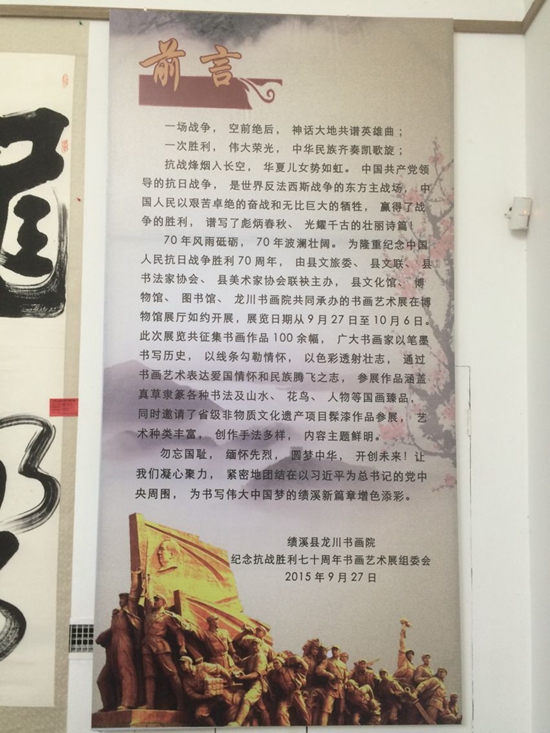 前言
一场战争， 空前绝后， 神话大地共谱英雄曲；
一次胜利， 伟大荣光， 中华民族齐奏凯歌旋；
抗战烽烟入长空， 华夏儿女势如虹。 中国共产党领
导的抗日战争， 是世界反法西斯战争的东方主战场， 中
国人民以艰苦卓绝的奋战和无比巨大的牺牲， 赢得了战
争的胜利， 谱写了彪炳春秋、 光耀千古的壮丽诗篇！
70年风雨砥砺， 70年波澜壮阔。 为隆重纪念中国
人民抗日战争胜利70周年， 由县文旅委、 县文联、 县
书法家协会、 县美术家协会联袂主办， 县文化馆、 博
物馆、 图书馆、 龙川书画院共同承办的书画艺术展在博
物馆展厅如约开展，展览日期从9月27日至10月6日。
此次展览共征集书画作品100余幅， 广大书画家以笔墨
书写历史， 以线条勾勒情怀， 以色彩透射壮志， 通过
书画艺术表达爱国情怀和民族腾飞之志， 参展作品涵盖
真草隶篆各种书法及山水、 花鸟、 人物等国画臻品，
同时邀请了省级非物质文化遗产项目髹漆作品参展， 艺
术种类丰富， 创作手法多样， 内容主题鲜明。
勿忘国耻， 缅怀先烈， 圆梦中华， 开创未来！让
我们凝心聚力， 紧密地团结在以习近平为总书记的党中
央周围， 为书写伟大中国梦的绩溪新篇章增色添彩。
绩溪县龙川书画院
纪念抗战胜利七十周年书画艺术展组委会
2015年9月27日